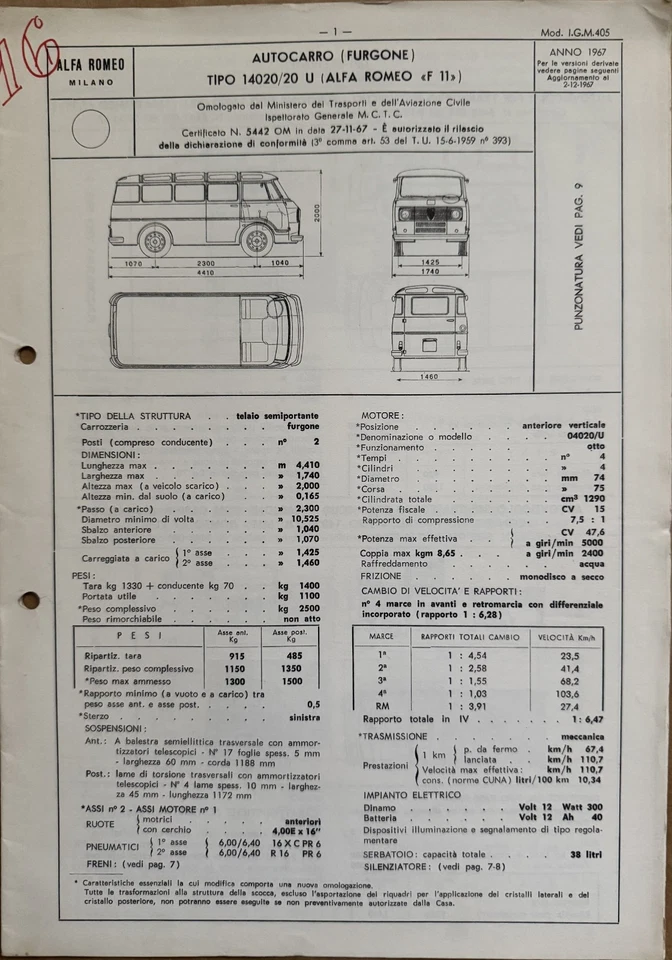 16
— 1 —
Mod. I.G.M.405
ALFA ROMEO
MILANO
AUTOCARRO (FURGONE)
TIPO 14020/20 U (ALFA ROMEO «F 11»)
ANNO 1967
Per le versioni derivate
vedere pagine seguenti
Aggiornamento al
2-12-1967
Omologato dal Ministero dei Trasporti e dell'Aviazione Civile
Ispettorato Generale M. C. T. C.
Certificato N. 5442 OM in data 27-11-67 - È autorizzato il rilascio
della dichiarazione di conformità (3° comma art. 53 del T. U. 15-6-1959 n° 393)
PUNZONATURA VEDI PAG. 9
2000
1070 2300 1040
4410
1425
1740
1460
*TIPO DELLA STRUTTURA . . telaio semiportante
Carrozzeria . . . . . . . . furgone
Posti (compreso conducente) . . . n° 2
DIMENSIONI :
Lunghezza max . . . . . . . m 4,410
Larghezza max . . . . . . . » 1,740
Altezza max (a veicolo scarico) . . . » 2,000
Altezza min. dal suolo (a carico) . . . » 0,165
*Passo (a carico) . . . . . . » 2,300
Diametro minimo di volta . . . . » 10,525
Sbalzo anteriore . . . . . . » 1,040
Sbalzo posteriore . . . . . . » 1,070
Carreggiata a carico { 1° asse . . . » 1,425
2° asse . . . » 1,460
PESI :
Tara kg 1330 + conducente kg 70 . . . kg 1400
Portata utile . . . . . . . kg 1100
*Peso complessivo . . . . . . kg 2500
Peso rimorchiabile . . . . . . non atto
PESI Asse ant. Kg Asse post. Kg
Ripartiz. tara 915 485
Ripartiz. peso complessivo 1150 1350
*Peso max ammesso 1300 1500
*Rapporto minimo (a vuoto e a carico) tra
peso asse ant. e asse post. . . . . 0,5
*Sterzo . . . . . . . . sinistra
SOSPENSIONI :
Ant.: A balestra semiellittica trasversale con ammor-
tizzatori telescopici - N° 17 foglie spess. 5 mm
- larghezza 60 mm - corda 1188 mm
Post.: lame di torsione trasversali con ammortizzatori
telescopici - N° 4 lame spess. 10 mm - larghez-
za 45 mm - lunghezza 1172 mm
*ASSI n° 2 - ASSI MOTORE n° 1
RUOTE { motrici . . . . . anteriori
con cerchio . . . . 4,00E x 16"
PNEUMATICI { 1° asse { 6,00/6,40 16 X C PR 6
2° asse { 6,00/6,40 R 16 PR 6
FRENI : (vedi pag. 7)
MOTORE :
*Posizione . . . . . anteriore verticale
*Denominazione o modello . . . . 04020/U
*Funzionamento . . . . . . otto
*Tempi . . . . . . n° 4
*Cilindri . . . . . . » 4
*Diametro . . . . . . mm 74
*Corsa . . . . . . » 75
*Cilindrata totale . . . . . cm³ 1290
*Potenza fiscale . . . . . CV 15
Rapporto di compressione . . . 7,5 : 1
*Potenza max effettiva . . . { CV 47,6
a giri/min 5000
Coppia max kgm 8,65 . . . . a giri/min 2400
Raffreddamento . . . . . . acqua
FRIZIONE . . . . . monodisco a secco
CAMBIO DI VELOCITA' E RAPPORTI :
n° 4 marce in avanti e retromarcia con differenziale
incorporato (rapporto 1 : 6,28)
MARCE RAPPORTI TOTALI CAMBIO VELOCITÀ Km/h
1ª 1 : 4,54 23,5
2ª 1 : 2,58 41,4
3ª 1 : 1,55 68,2
4ª 1 : 1,03 103,6
RM 1 : 3,91 27,4
Rapporto totale in IV . . . . . . 1 : 6,47
*TRASMISSIONE . . . . . . meccanica
Prestazioni { 1 km { p. da fermo . km/h 67,4
lanciata . . km/h 110,7
Velocità max effettiva : km/h 110,7
cons. (norme CUNA) litri/100 km 10,34
IMPIANTO ELETTRICO
Dinamo . . . . . Volt 12 Watt 300
Batteria . . . . . Volt 12 Ah 40
Dispositivi illuminazione e segnalamento di tipo regola-
mentare
SERBATOIO : capacità totale . . . . 38 litri
SILENZIATORE : (vedi pag. 7-8)
* Caratteristiche essenziali la cui modifica comporta una nuova omologazione.
Tutte le trasformazioni alla struttura della scocca, escluso l'asportazione dei riquadri per l'applicazione dei cristalli laterali e del
cristallo posteriore, non potranno essere eseguite se non preventivamente autorizzate dalla Casa.